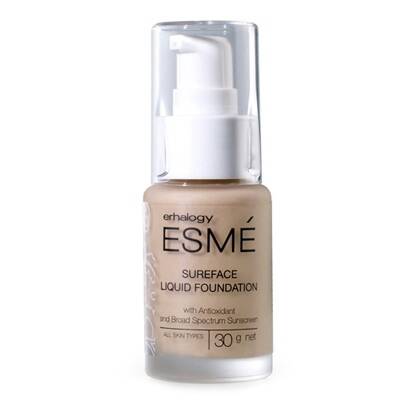 erhalogy
ESMÉ
SUREFACE
LIQUID FOUNDATION
with Antioxidant
and Broad Spectrum Sunscreen
ALL SKIN TYPES 30 g net